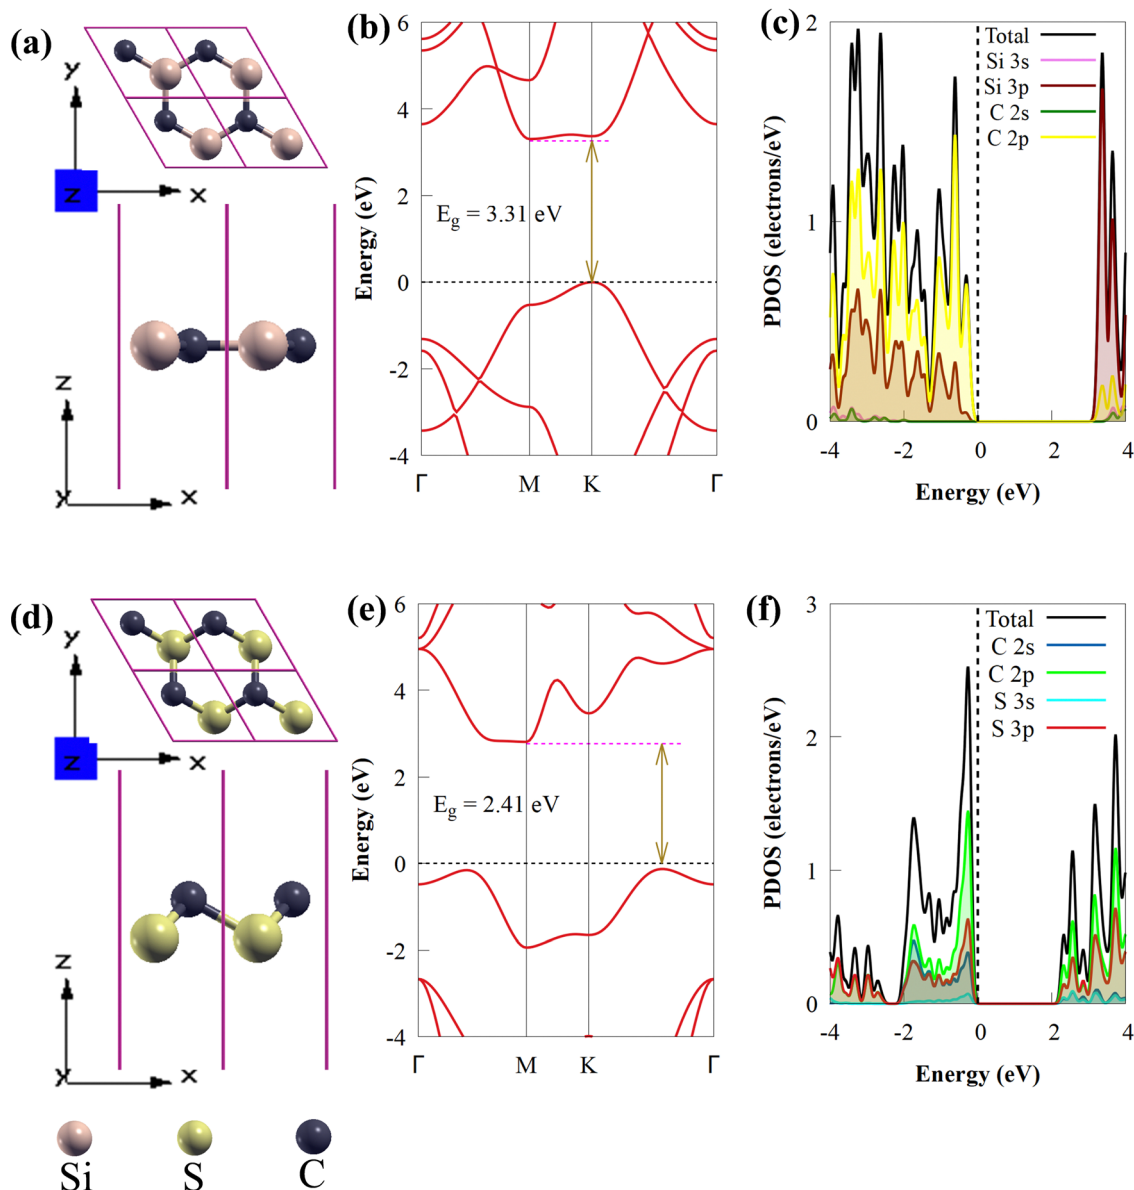 (a)
Y
Z
X
Z
Y
X
(b)
6
4
2
0
-2
-4
Energy (eV)
E_g = 3.31 eV
Γ M K Γ
(c)
2
1
0
PDOS (electrons/eV)
Total
Si 3s
Si 3p
C 2s
C 2p
-4 -2 0 2 4
Energy (eV)
(d)
Y
Z
X
Z
Y
X
Si S C
(e)
6
4
2
0
-2
-4
Energy (eV)
E_g = 2.41 eV
Γ M K Γ
(f)
3
2
1
0
PDOS (electrons/eV)
Total
C 2s
C 2p
S 3s
S 3p
-4 -2 0 2 4
Energy (eV)